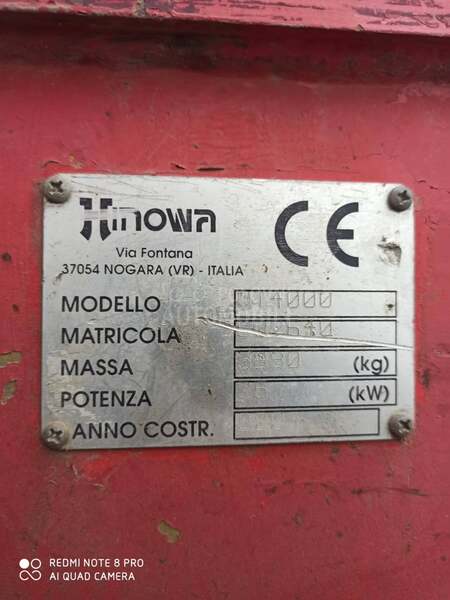 Hinowa
CE
Via Fontana
37054 NOGARA (VR) - ITALIA
MODELLO
MATRICOLA
MASSA (kg)
POTENZA (kW)
ANNO COSTR.
REDMI NOTE 8 PRO
AI QUAD CAMERA